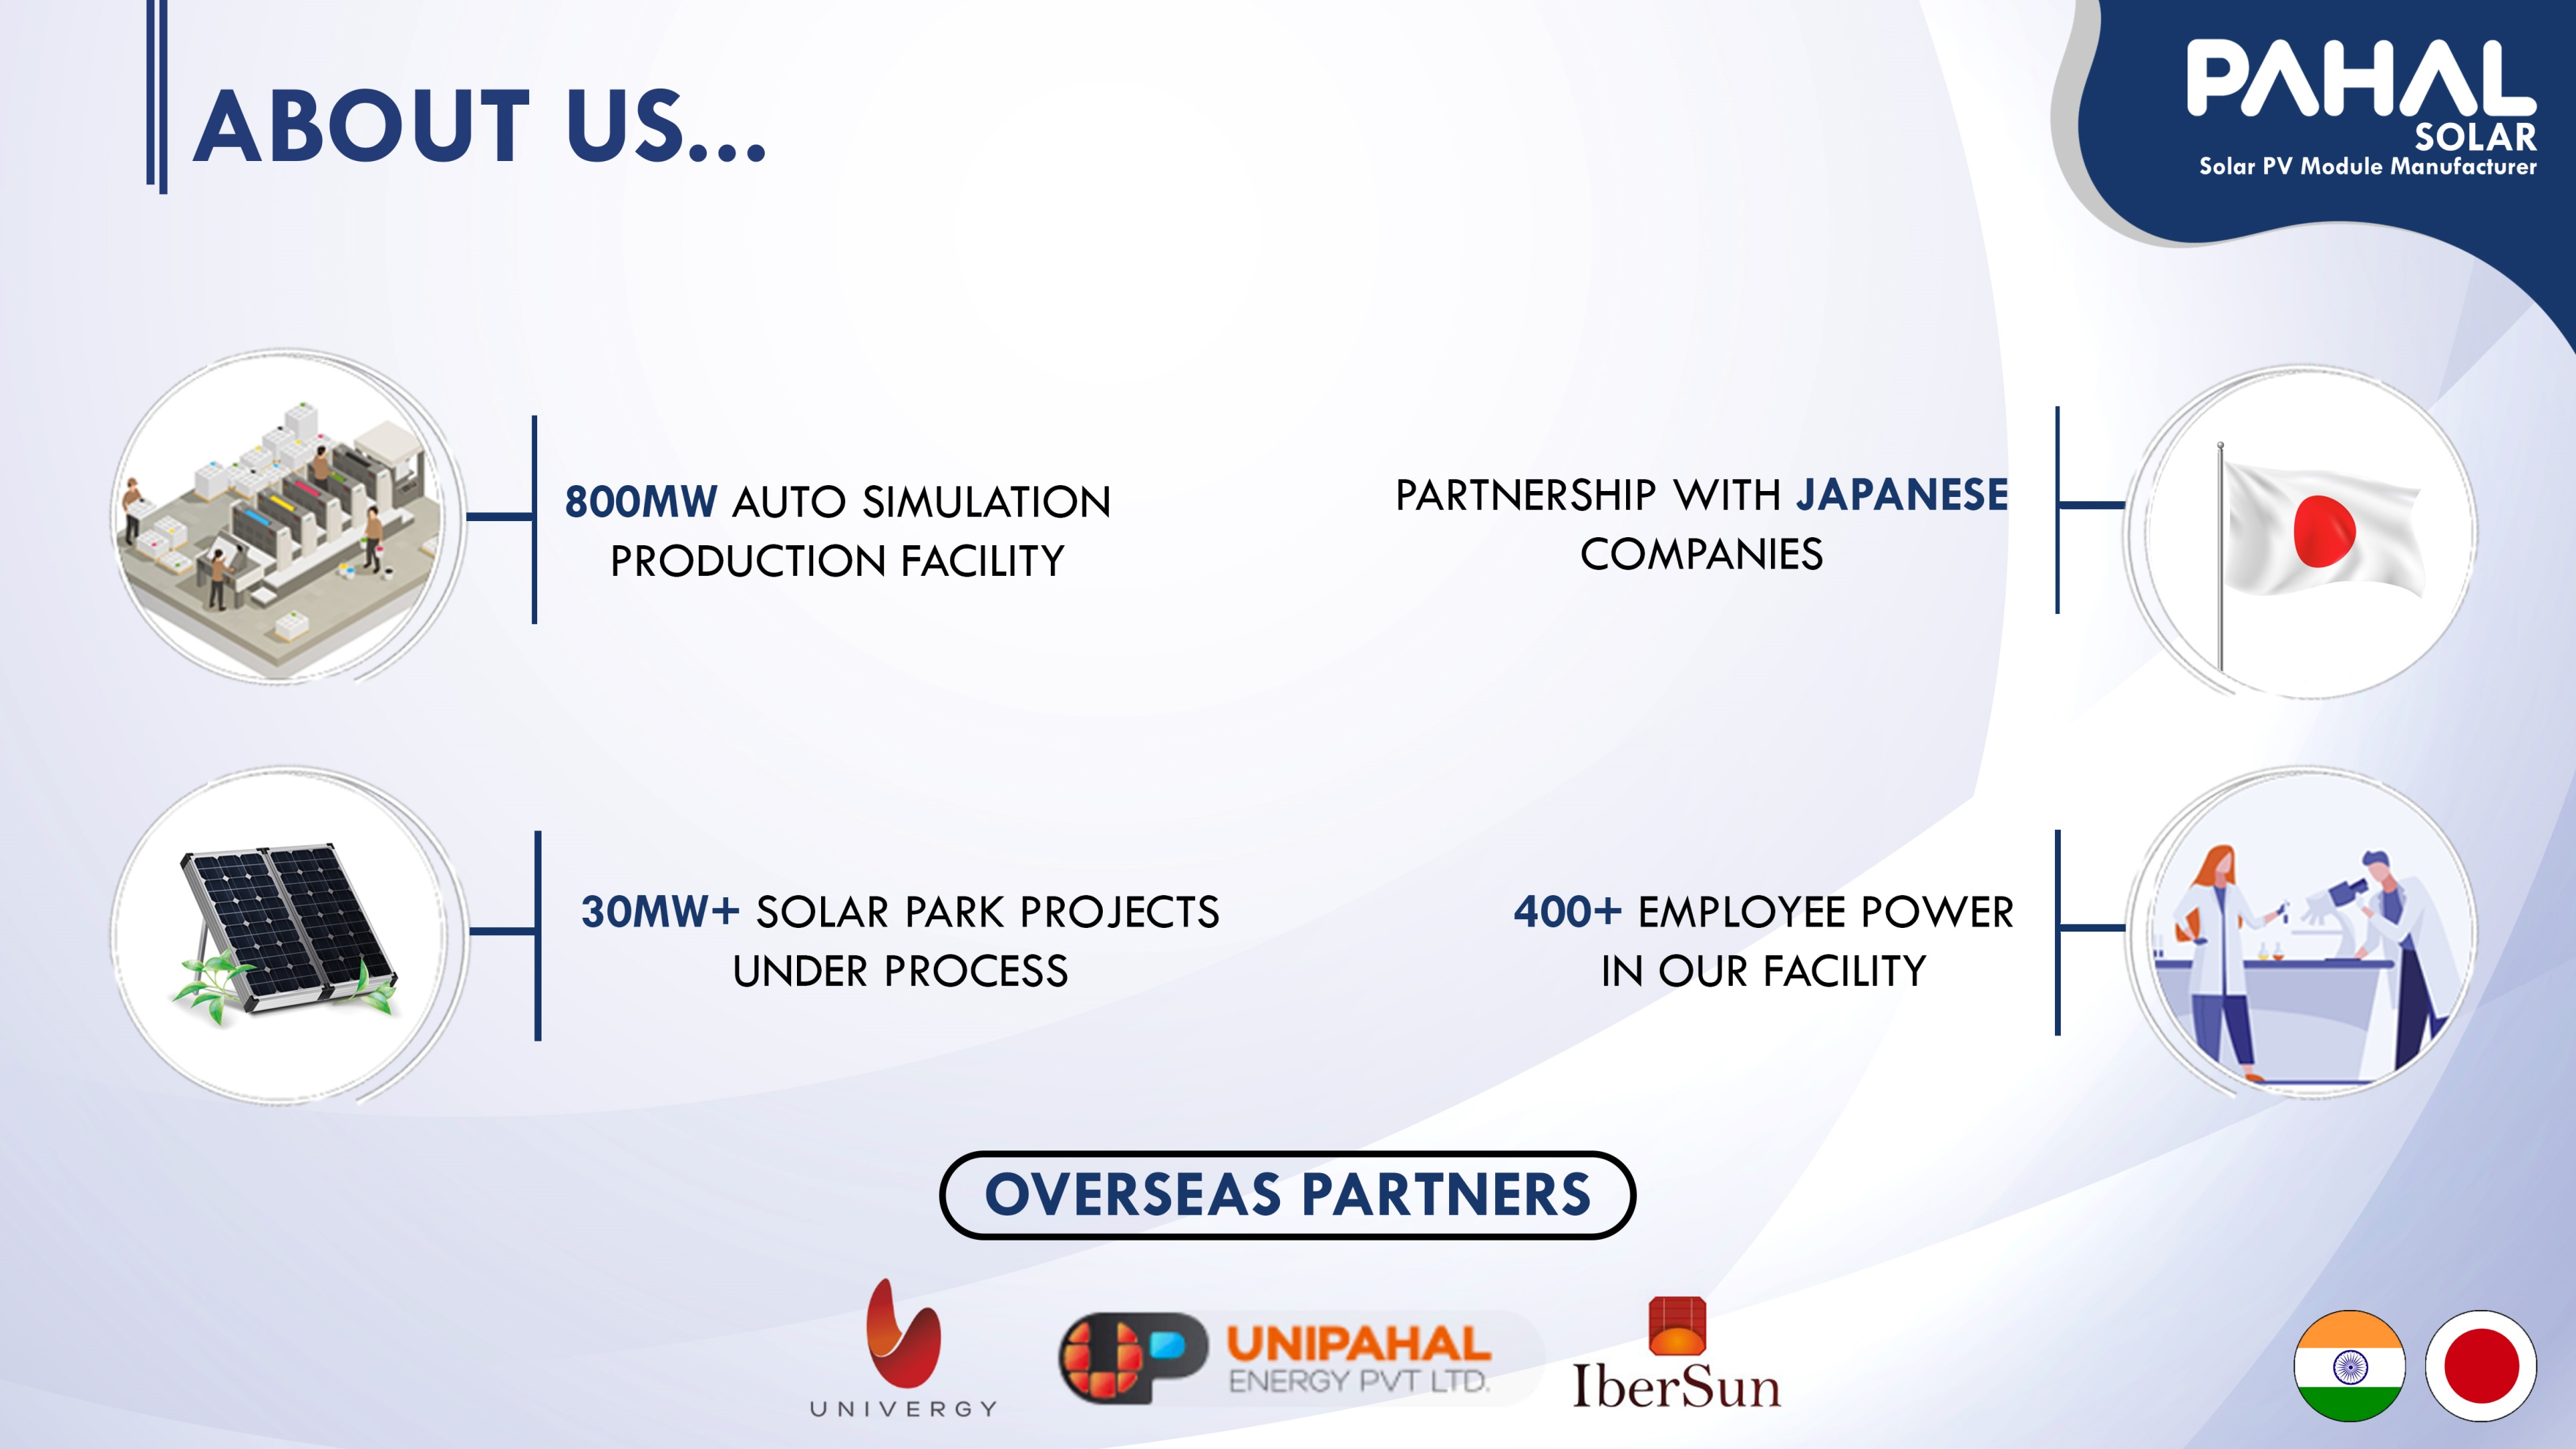 ABOUT US...
PAHAL
SOLAR
Solar PV Module Manufacturer
800MW AUTO SIMULATION
PRODUCTION FACILITY
PARTNERSHIP WITH JAPANESE
COMPANIES
30MW+ SOLAR PARK PROJECTS
UNDER PROCESS
400+ EMPLOYEE POWER
IN OUR FACILITY
OVERSEAS PARTNERS
UNIVERGY
UP
UNIPAHAL
ENERGY PVT LTD.
IberSun